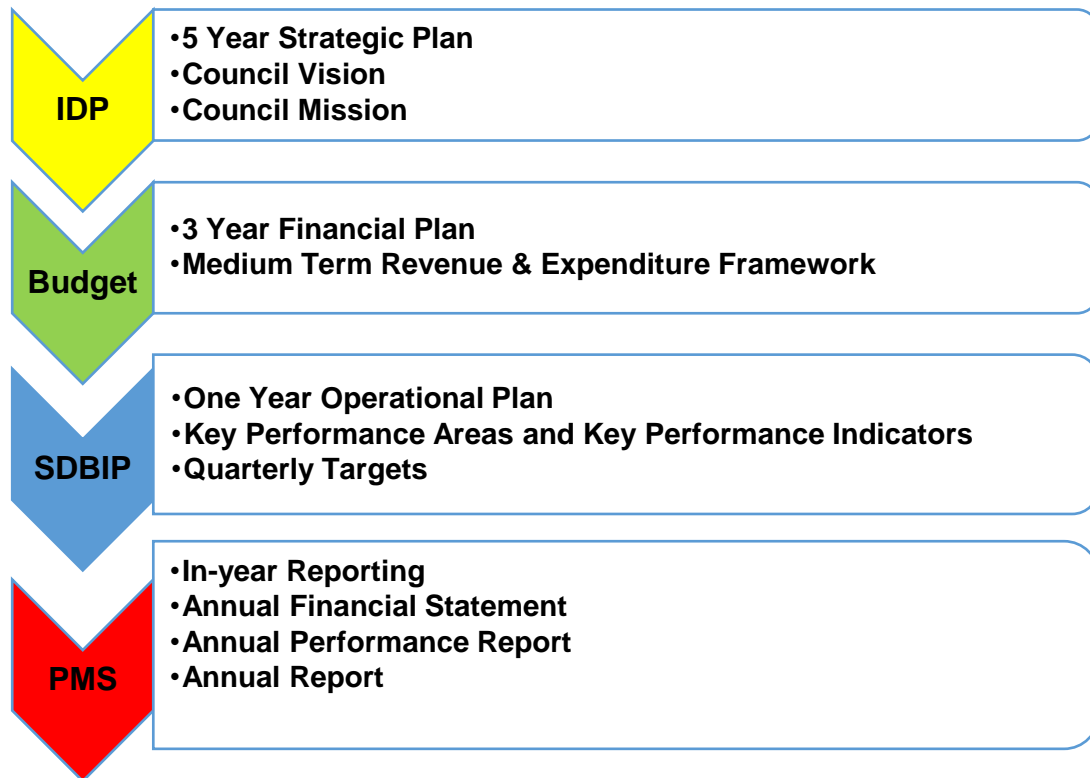 IDP
•5 Year Strategic Plan
•Council Vision
•Council Mission
Budget
•3 Year Financial Plan
•Medium Term Revenue & Expenditure Framework
SDBIP
•One Year Operational Plan
•Key Performance Areas and Key Performance Indicators
•Quarterly Targets
PMS
•In-year Reporting
•Annual Financial Statement
•Annual Performance Report
•Annual Report